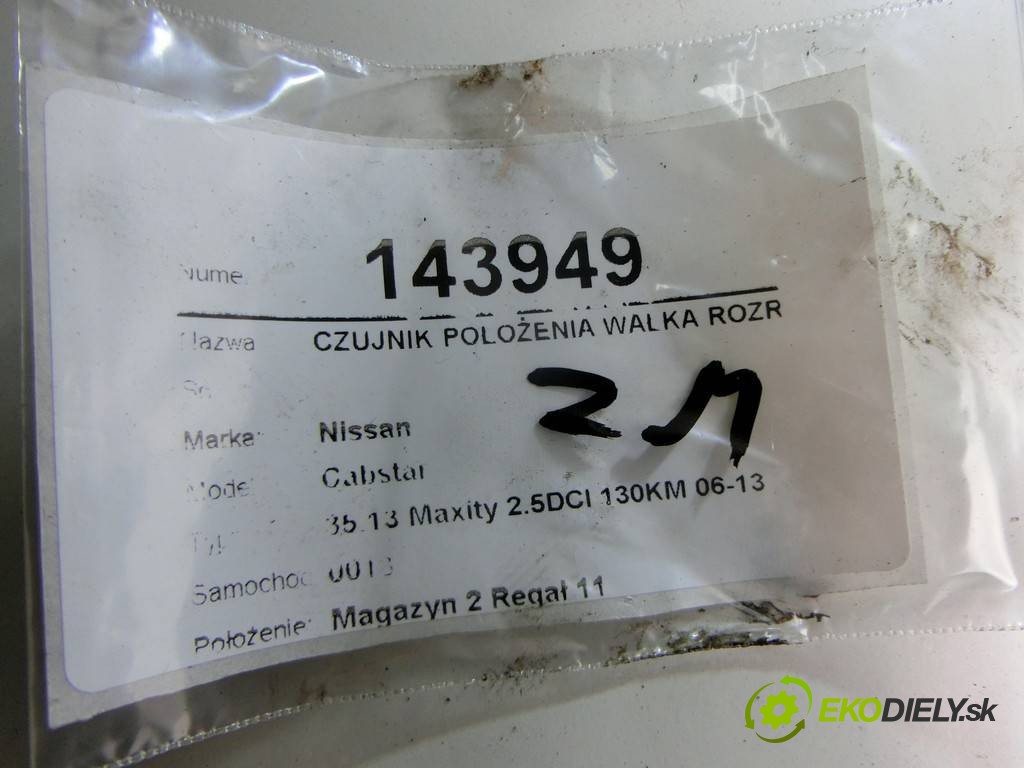 Nume 143949
Nazwa CZUJNIK POŁOŻENIA WAŁKA ROZR
2M
Marka Nissan
Model Cabstar
35.13 Maxity 2.5DCI 130KM 06-13
Samochod
Położenie: Magazyn 2 Regał 11
EKODIELY.sk